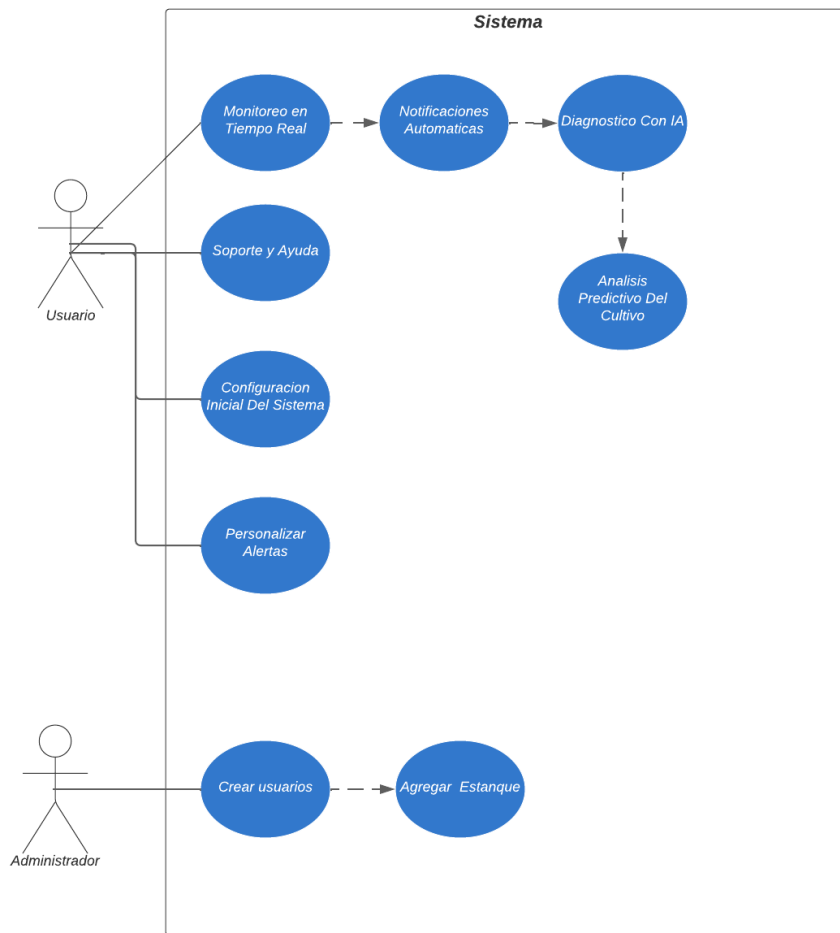 Sistema
Monitoreo en
Tiempo Real
Notificaciones
Automaticas
Diagnostico Con IA
Soporte y Ayuda
Analisis
Predictivo Del
Cultivo
Usuario
Configuracion
Inicial Del Sistema
Personalizar
Alertas
Crear usuarios
Agregar Estanque
Administrador